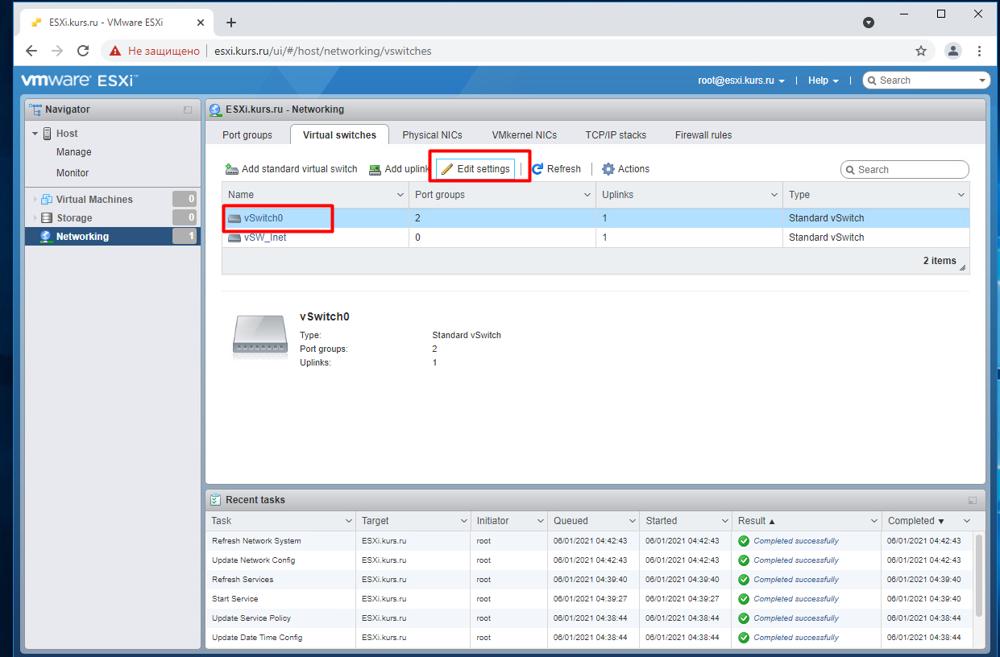 ESXi.kurs.ru - VMware ESXi
Не защищено esxi.kurs.ru/ui/#/host/networking/vswitches
vmware ESXi™ root@esxi.kurs.ru Help Search
Navigator
Host
Manage
Monitor
Virtual Machines 0
Storage 0
Networking 1
ESXi.kurs.ru - Networking
Port groups Virtual switches Physical NICs VMkernel NICs TCP/IP stacks Firewall rules
Add standard virtual switch Add uplink Edit settings Refresh Actions Search
Name Port groups Uplinks Type
vSwitch0 2 1 Standard vSwitch
vSW_Inet 0 1 Standard vSwitch
2 items
vSwitch0
Type: Standard vSwitch
Port groups: 2
Uplinks: 1
Recent tasks
Task Target Initiator Queued Started Result ▲ Completed ▼
Refresh Network System ESXi.kurs.ru root 06/01/2021 04:42:43 06/01/2021 04:42:43 Completed successfully 06/01/2021 04:42:43
Update Network Config ESXi.kurs.ru root 06/01/2021 04:42:43 06/01/2021 04:42:43 Completed successfully 06/01/2021 04:42:43
Refresh Services ESXi.kurs.ru root 06/01/2021 04:39:40 06/01/2021 04:39:40 Completed successfully 06/01/2021 04:39:40
Start Service ESXi.kurs.ru root 06/01/2021 04:39:27 06/01/2021 04:39:27 Completed successfully 06/01/2021 04:39:40
Update Service Policy ESXi.kurs.ru root 06/01/2021 04:38:44 06/01/2021 04:38:44 Completed successfully 06/01/2021 04:38:44
Update Date Time Config ESXi.kurs.ru root 06/01/2021 04:38:44 06/01/2021 04:38:44 Completed successfully 06/01/2021 04:38:44